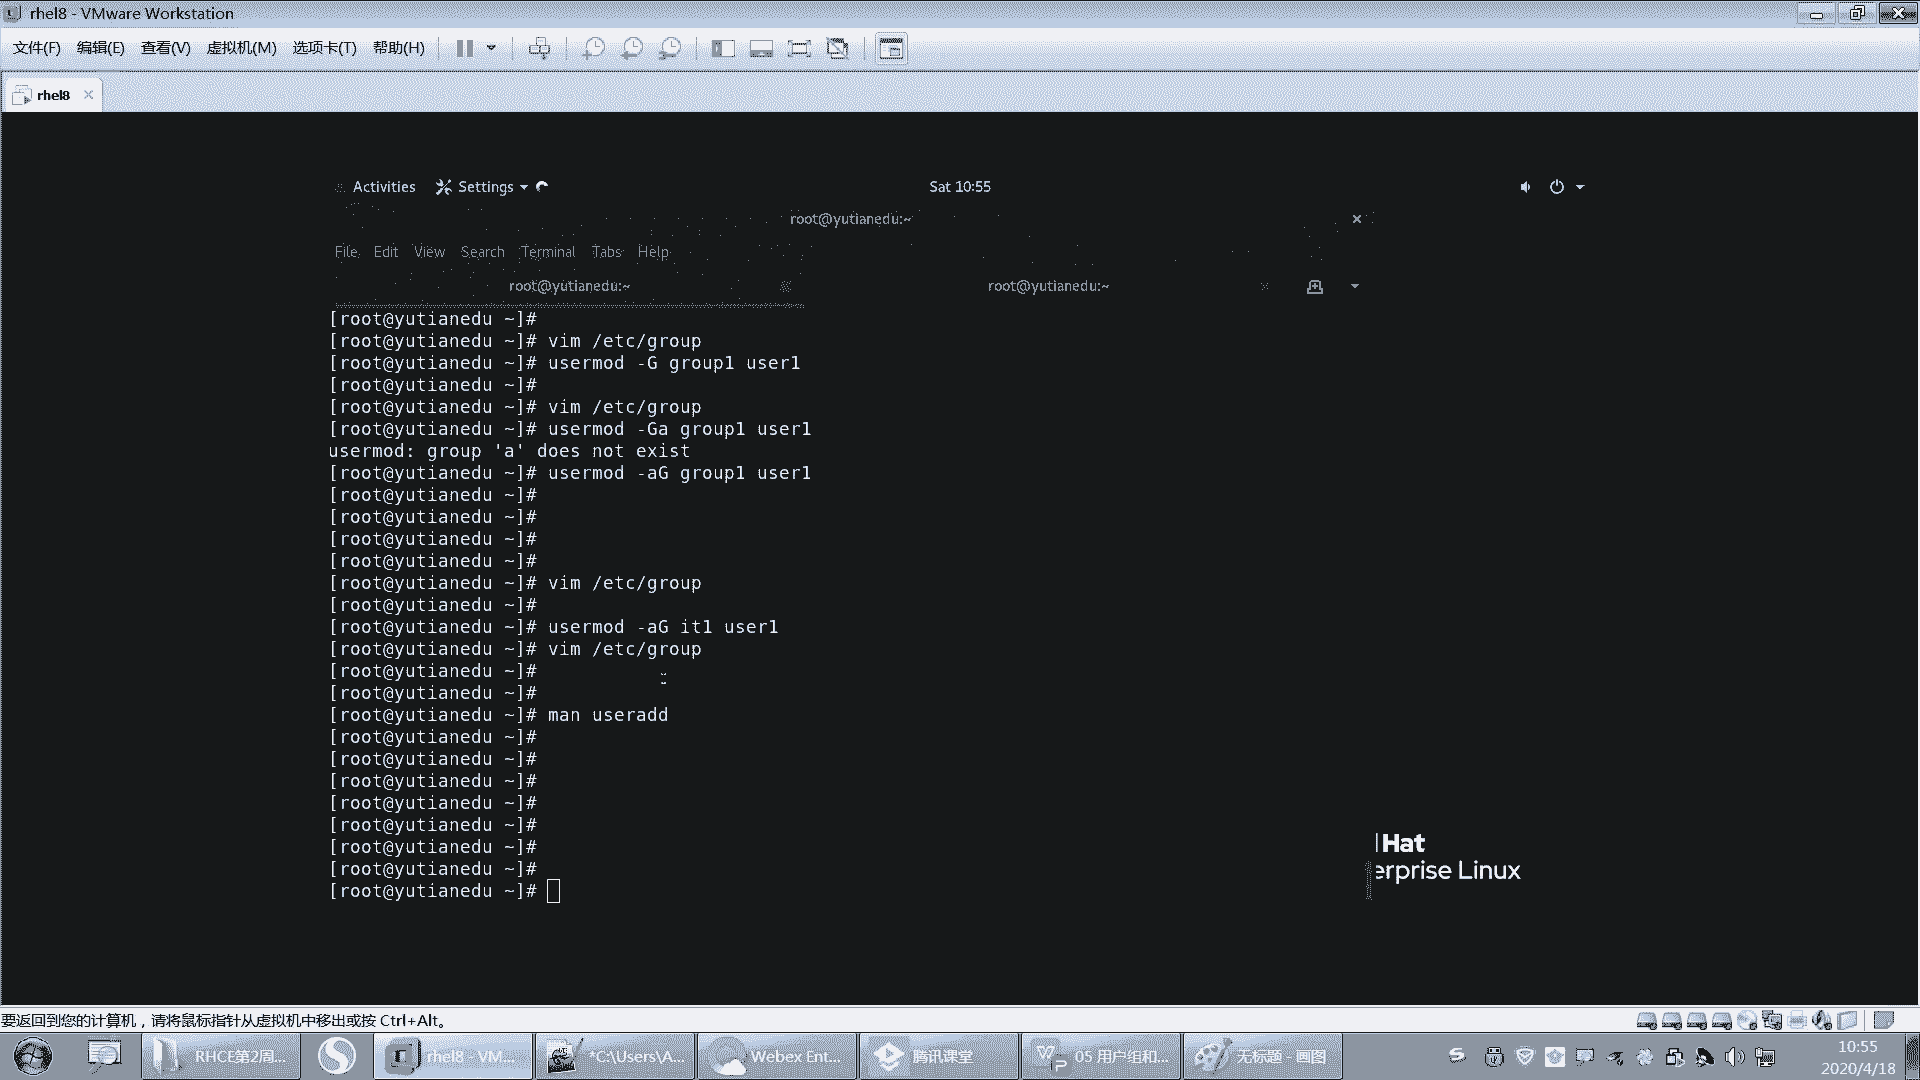 rhel8 - VMware Workstation
文件(F) 编辑(E) 查看(V) 虚拟机(M) 选项卡(T) 帮助(H)
rhel8
Activities Settings Sat 10:55
root@yutianedu:~
File Edit View Search Terminal Tabs Help
root@yutianedu:~ root@yutianedu:~
[root@yutianedu ~]#
[root@yutianedu ~]# vim /etc/group
[root@yutianedu ~]# usermod -G group1 user1
[root@yutianedu ~]#
[root@yutianedu ~]# vim /etc/group
[root@yutianedu ~]# usermod -Ga group1 user1
usermod: group 'a' does not exist
[root@yutianedu ~]# usermod -aG group1 user1
[root@yutianedu ~]#
[root@yutianedu ~]#
[root@yutianedu ~]#
[root@yutianedu ~]#
[root@yutianedu ~]# vim /etc/group
[root@yutianedu ~]#
[root@yutianedu ~]# usermod -aG it1 user1
[root@yutianedu ~]# vim /etc/group
[root@yutianedu ~]#
[root@yutianedu ~]#
[root@yutianedu ~]# man useradd
[root@yutianedu ~]#
[root@yutianedu ~]#
[root@yutianedu ~]#
[root@yutianedu ~]#
[root@yutianedu ~]#
[root@yutianedu ~]#
[root@yutianedu ~]#
[root@yutianedu ~]#
Hat
erprise Linux
要返回到您的计算机，请将鼠标指针从虚拟机中移出或按 Ctrl+Alt。
RHCE第2周... rhel8 - VM... *C:\Users\A... Webex Ent... 腾讯课堂 05 用户组和... 无标题 - 画图 10:55
2020/4/18